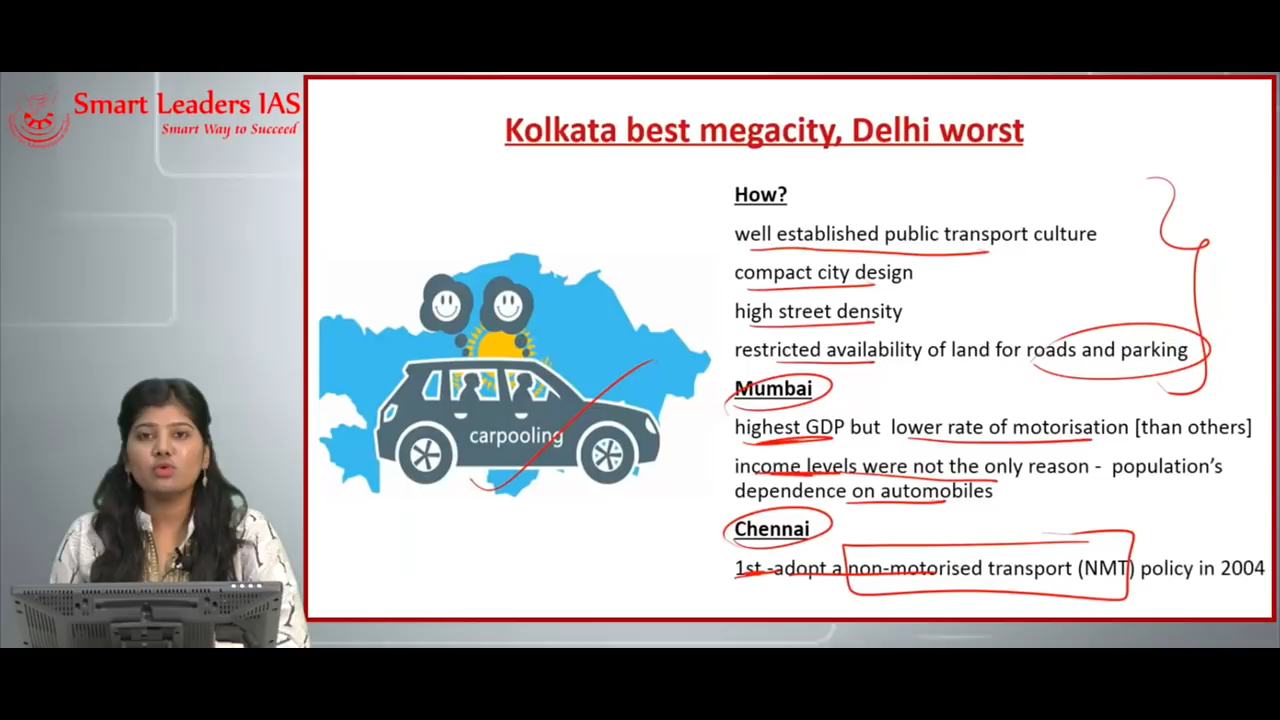 Smart Leaders IAS
Smart Way to Succeed
Kolkata best megacity, Delhi worst
How?
well established public transport culture
compact city design
high street density
restricted availability of land for roads and parking
Mumbai
highest GDP but lower rate of motorisation [than others]
income levels were not the only reason - population's
dependence on automobiles
Chennai
1st -adopt a non-motorised transport (NMT) policy in 2004
carpooling